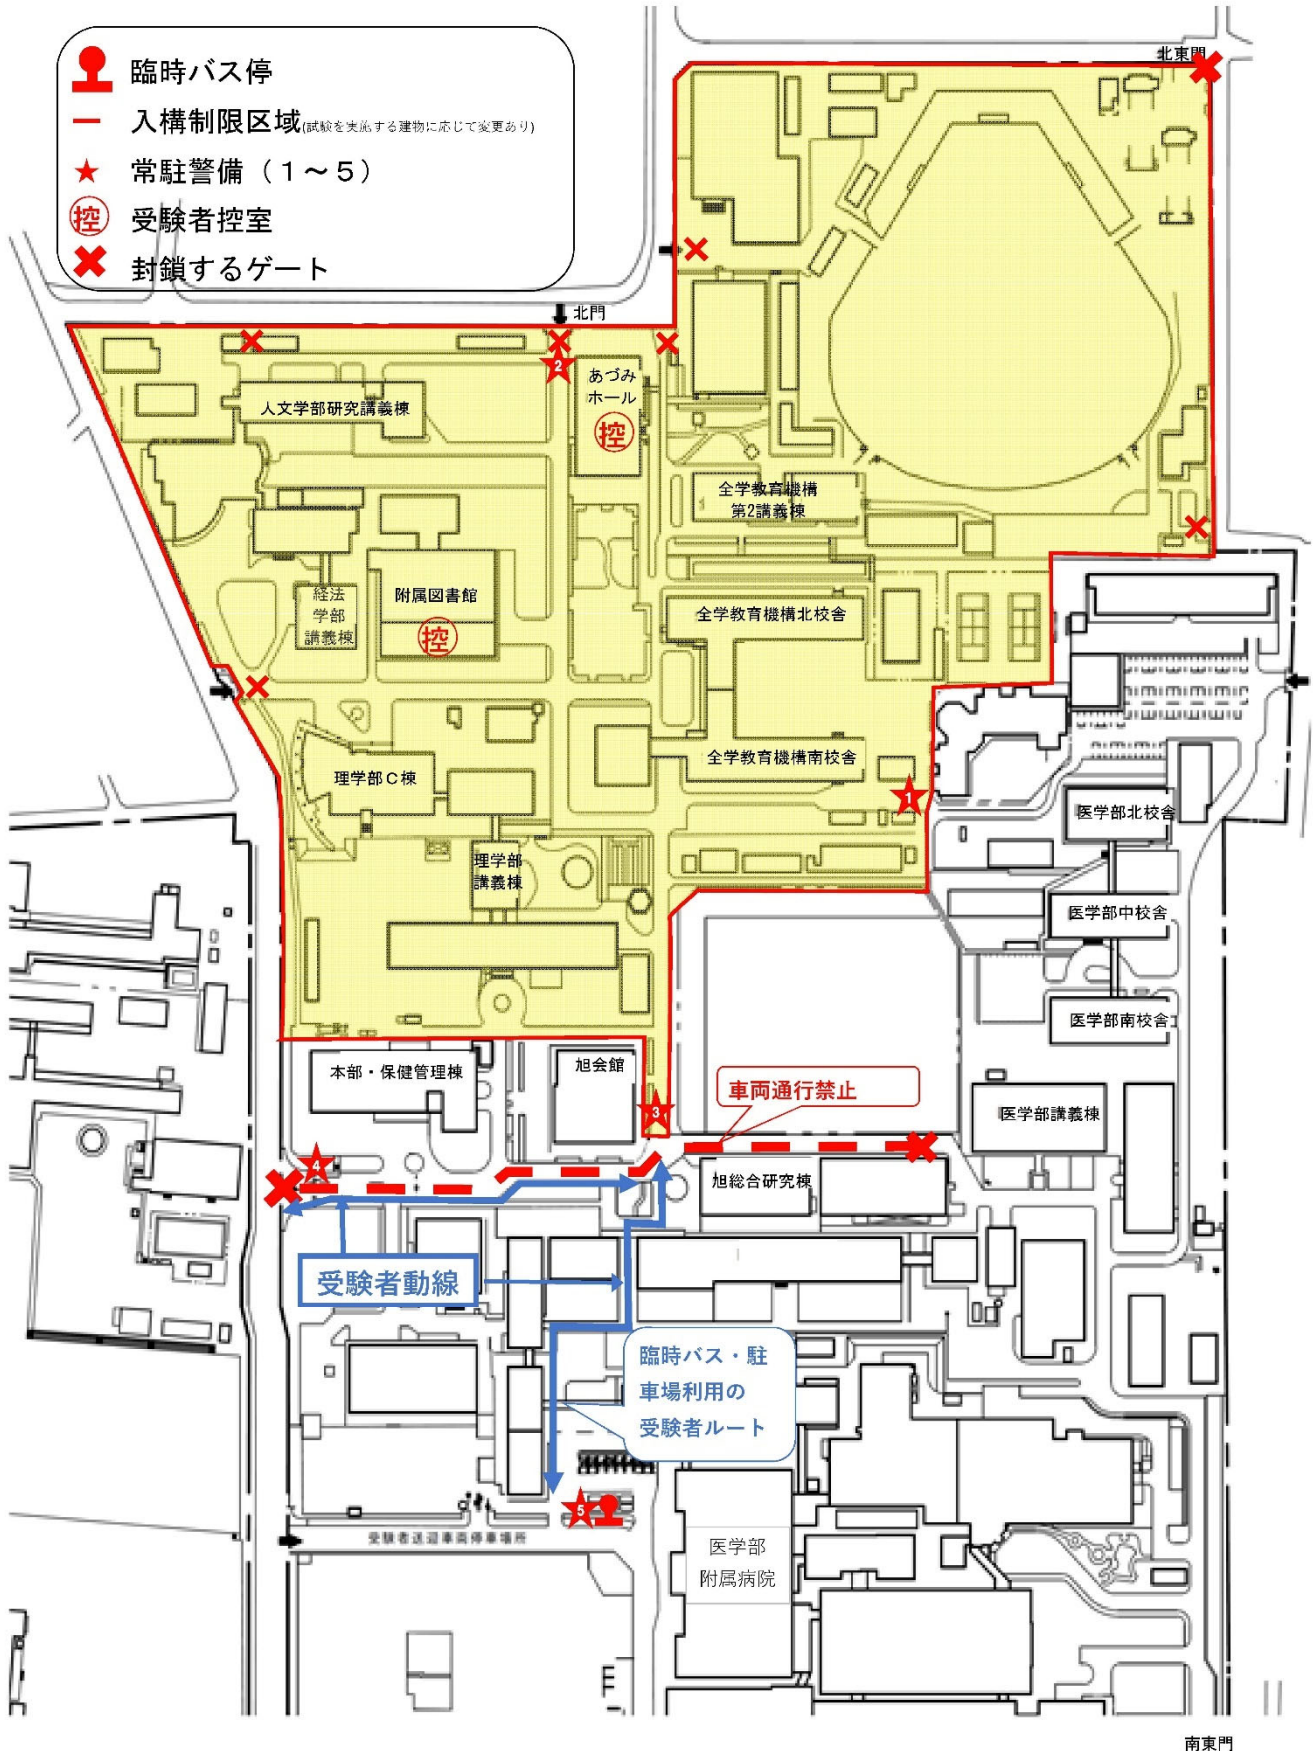 臨時バス停
入構制限区域(試験を実施する建物に応じて変更あり)
常駐警備（１～５）
控 受験者控室
封鎖するゲート
北東門
北門
2
あづみ
ホール
控
人文学部研究講義棟
全学教育機構
第2講義棟
経法
学部
講義棟
附属図書館
控
全学教育機構北校舎
全学教育機構南校舎
理学部Ｃ棟
1
医学部北校舎
理学部
講義棟
医学部中校舎
医学部南校舎
本部・保健管理棟
旭会館
車両通行禁止
3
医学部講義棟
4
旭総合研究棟
受験者動線
臨時バス・駐
車場利用の
受験者ルート
5
受験者送迎車両停車場所
医学部
附属病院
南東門